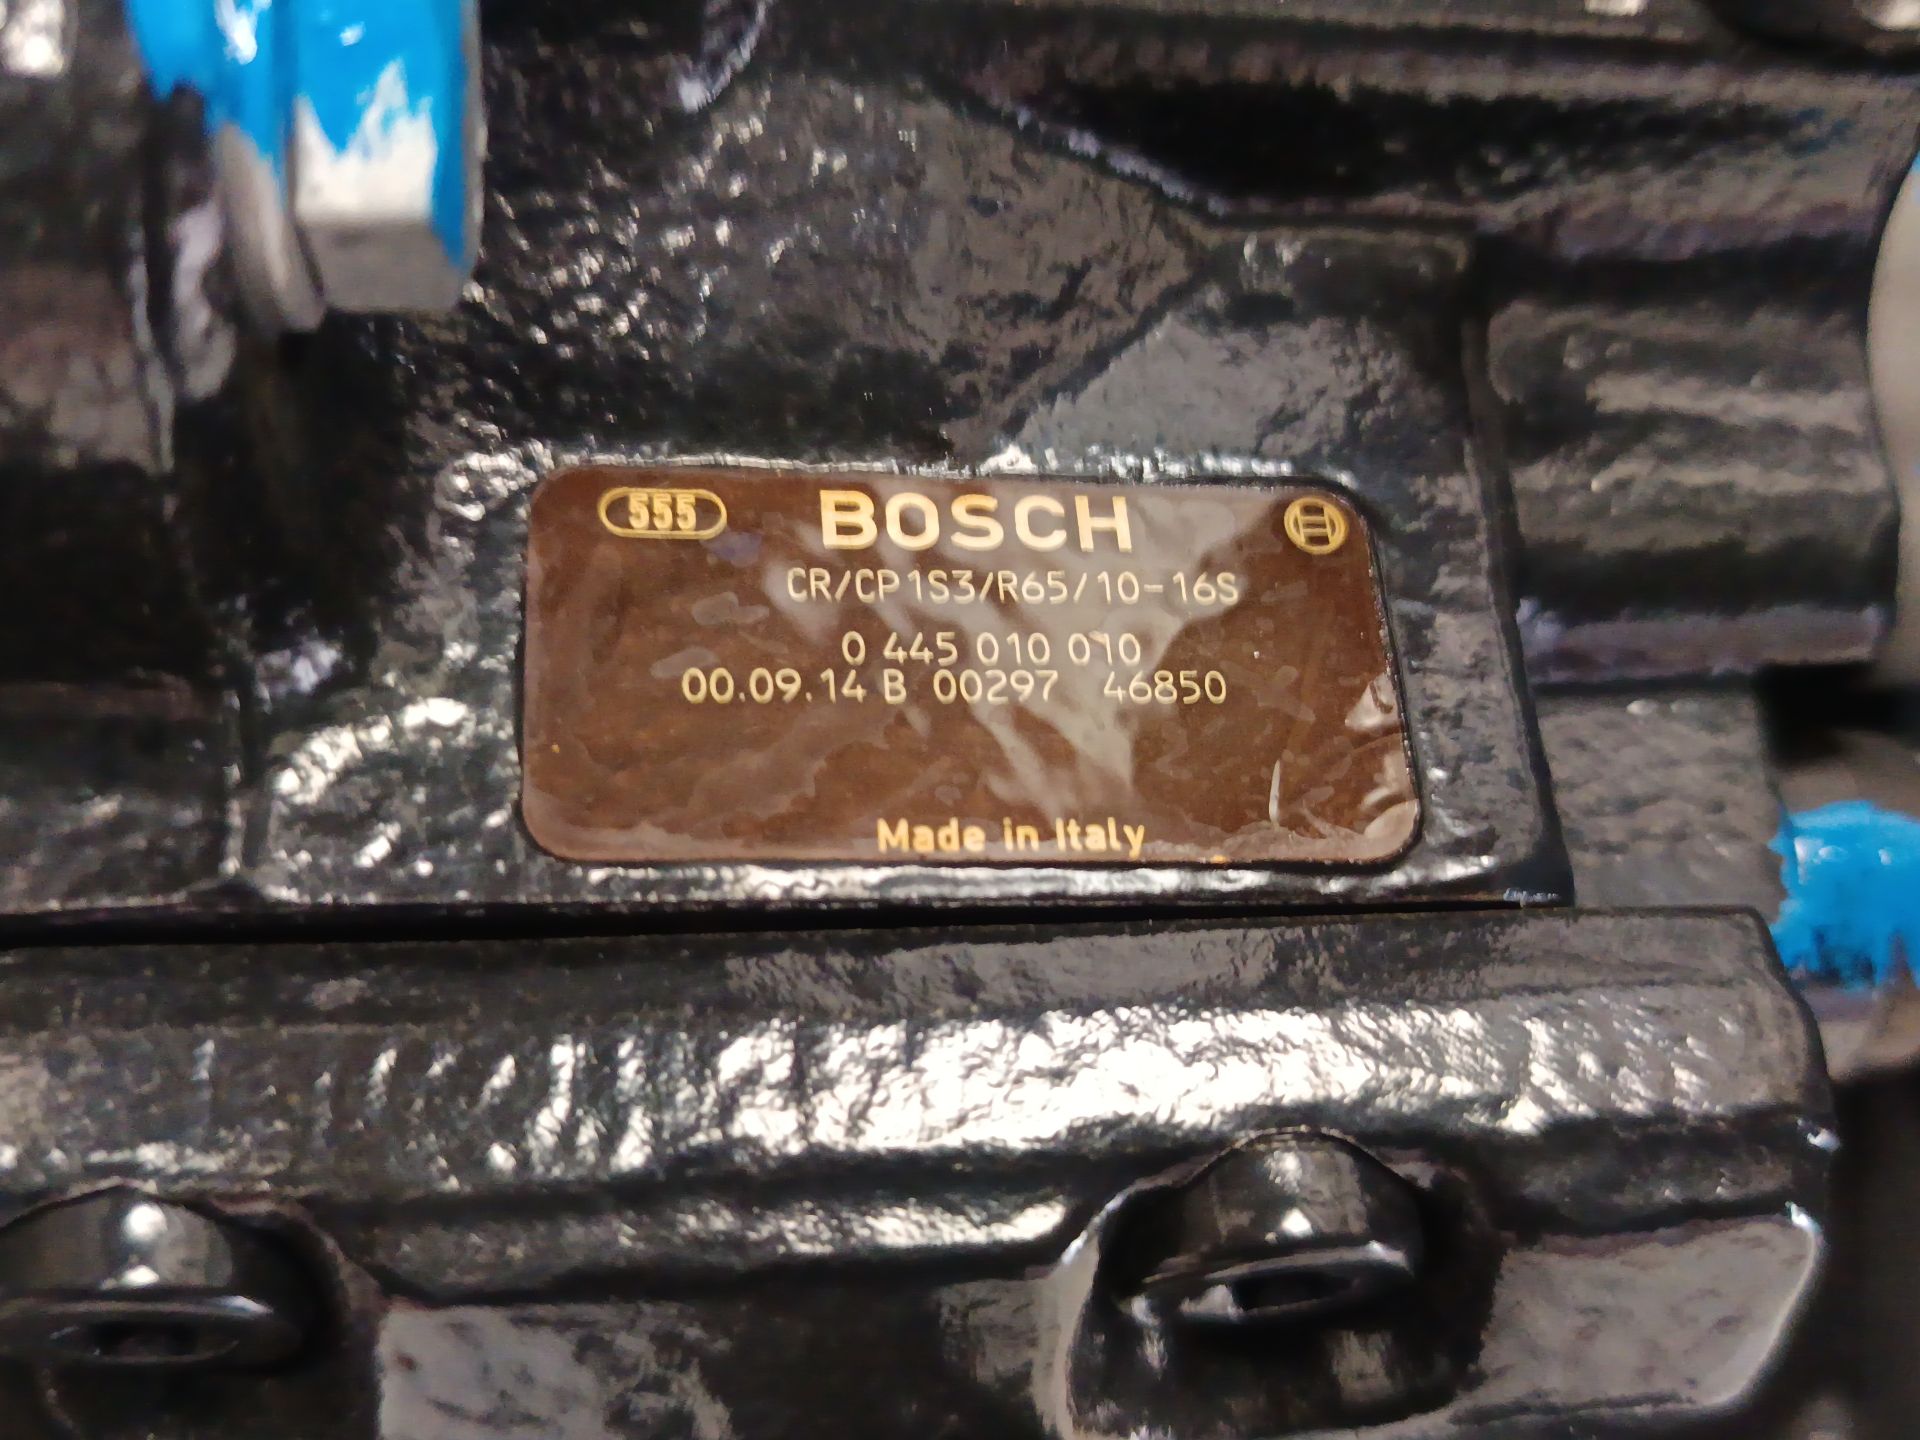 555 BOSCH
CR/CP1S3/R65/10-16S
0 445 010 010
00.09.14 B 00297 46850
Made in Italy